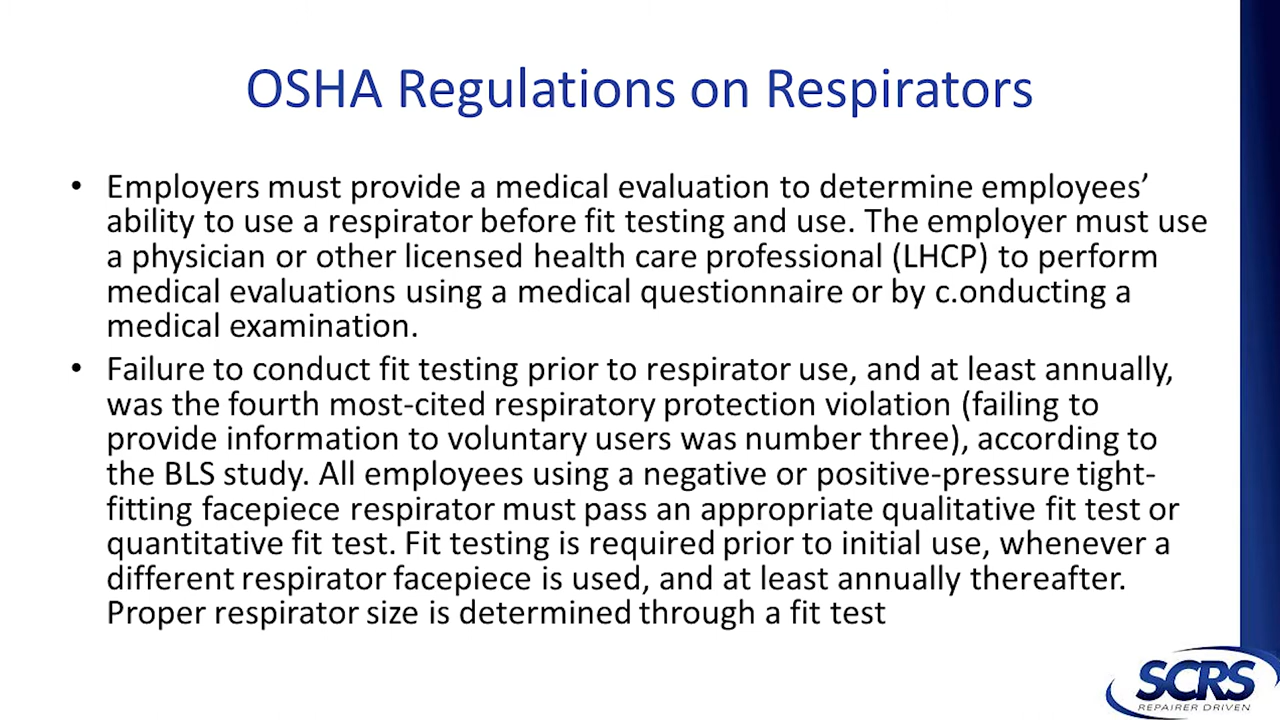 OSHA Regulations on Respirators
• Employers must provide a medical evaluation to determine employees’
ability to use a respirator before fit testing and use. The employer must use
a physician or other licensed health care professional (LHCP) to perform
medical evaluations using a medical questionnaire or by c.onducting a
medical examination.
• Failure to conduct fit testing prior to respirator use, and at least annually,
was the fourth most-cited respiratory protection violation (failing to
provide information to voluntary users was number three), according to
the BLS study. All employees using a negative or positive-pressure tight-
fitting facepiece respirator must pass an appropriate qualitative fit test or
quantitative fit test. Fit testing is required prior to initial use, whenever a
different respirator facepiece is used, and at least annually thereafter.
Proper respirator size is determined through a fit test
SCRS
REPAIRER DRIVEN